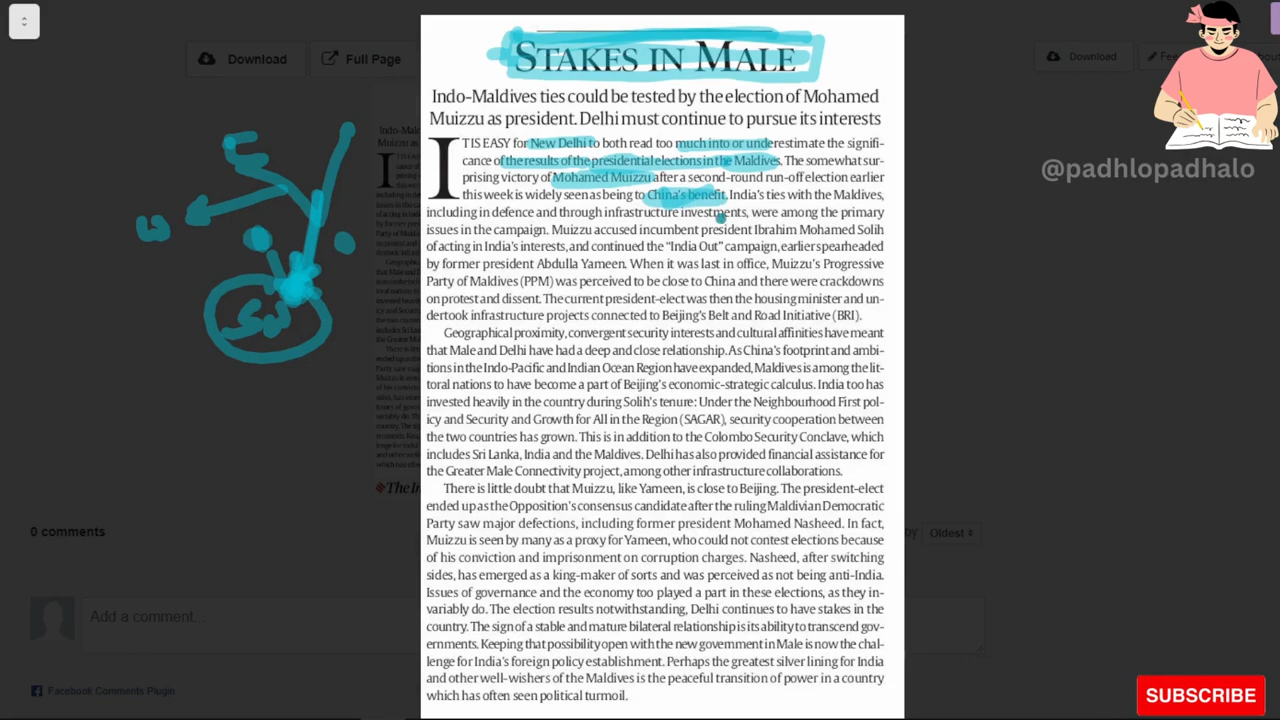 Download
Full Page
Download
STAKES IN MALE
Indo-Maldives ties could be tested by the election of Mohamed
Muizzu as president. Delhi must continue to pursue its interests
IT IS EASY for New Delhi to both read too much into or underestimate the signifi-
cance of the results of the presidential elections in the Maldives. The somewhat sur-
prising victory of Mohamed Muizzu after a second-round run-off election earlier
this week is widely seen as being to China's benefit. India's ties with the Maldives,
including in defence and through infrastructure investments, were among the primary
issues in the campaign. Muizzu accused incumbent president Ibrahim Mohamed Solih
of acting in India's interests, and continued the "India Out" campaign, earlier spearheaded
by former president Abdulla Yameen. When it was last in office, Muizzu's Progressive
Party of Maldives (PPM) was perceived to be close to China and there were crackdowns
on protest and dissent. The current president-elect was then the housing minister and un-
dertook infrastructure projects connected to Beijing's Belt and Road Initiative (BRI).
Geographical proximity, convergent security interests and cultural affinities have meant
that Male and Delhi have had a deep and close relationship. As China's footprint and ambi-
tions in the Indo-Pacific and Indian Ocean Region have expanded, Maldives is among the lit-
toral nations to have become a part of Beijing's economic-strategic calculus. India too has
invested heavily in the country during Solih's tenure: Under the Neighbourhood First pol-
icy and Security and Growth for All in the Region (SAGAR), security cooperation between
the two countries has grown. This is in addition to the Colombo Security Conclave, which
includes Sri Lanka, India and the Maldives. Delhi has also provided financial assistance for
the Greater Male Connectivity project, among other infrastructure collaborations.
There is little doubt that Muizzu, like Yameen, is close to Beijing. The president-elect
ended up as the Opposition's consensus candidate after the ruling Maldivian Democratic
Party saw major defections, including former president Mohamed Nasheed. In fact,
Muizzu is seen by many as a proxy for Yameen, who could not contest elections because
of his conviction and imprisonment on corruption charges. Nasheed, after switching
sides, has emerged as a king-maker of sorts and was perceived as not being anti-India.
Issues of governance and the economy too played a part in these elections, as they in-
variably do. The election results notwithstanding, Delhi continues to have stakes in the
country. The sign of a stable and mature bilateral relationship is its ability to transcend gov-
ernments. Keeping that possibility open with the new government in Male is now the chal-
lenge for India's foreign policy establishment. Perhaps the greatest silver lining for India
and other well-wishers of the Maldives is the peaceful transition of power in a country
which has often seen political turmoil.
@padhlopadhalo
0 comments
by Oldest
Add a comment...
Facebook Comments Plugin
SUBSCRIBE